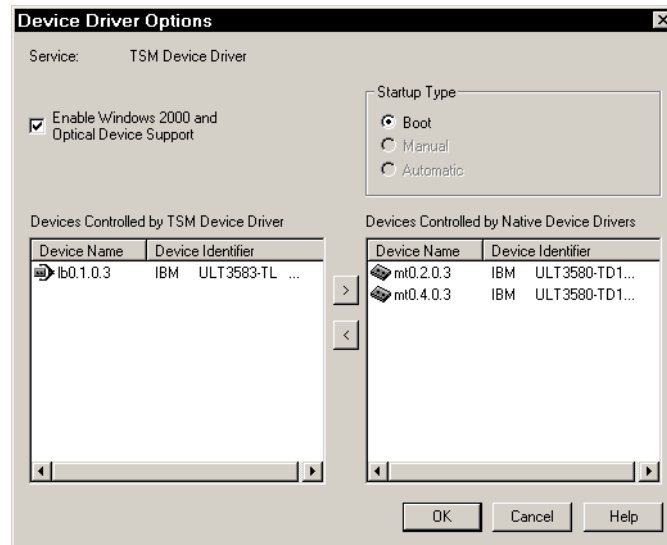 Device Driver Options
Service: TSM Device Driver
Enable Windows 2000 and
Optical Device Support
Startup Type
Boot
Manual
Automatic
Devices Controlled by TSM Device Driver
Device Name Device Identifier
lb0.1.0.3 IBM ULT3583-TL ...
Devices Controlled by Native Device Drivers
Device Name Device Identifier
mt0.2.0.3 IBM ULT3580-TD1...
mt0.4.0.3 IBM ULT3580-TD1...
>
<
OK Cancel Help